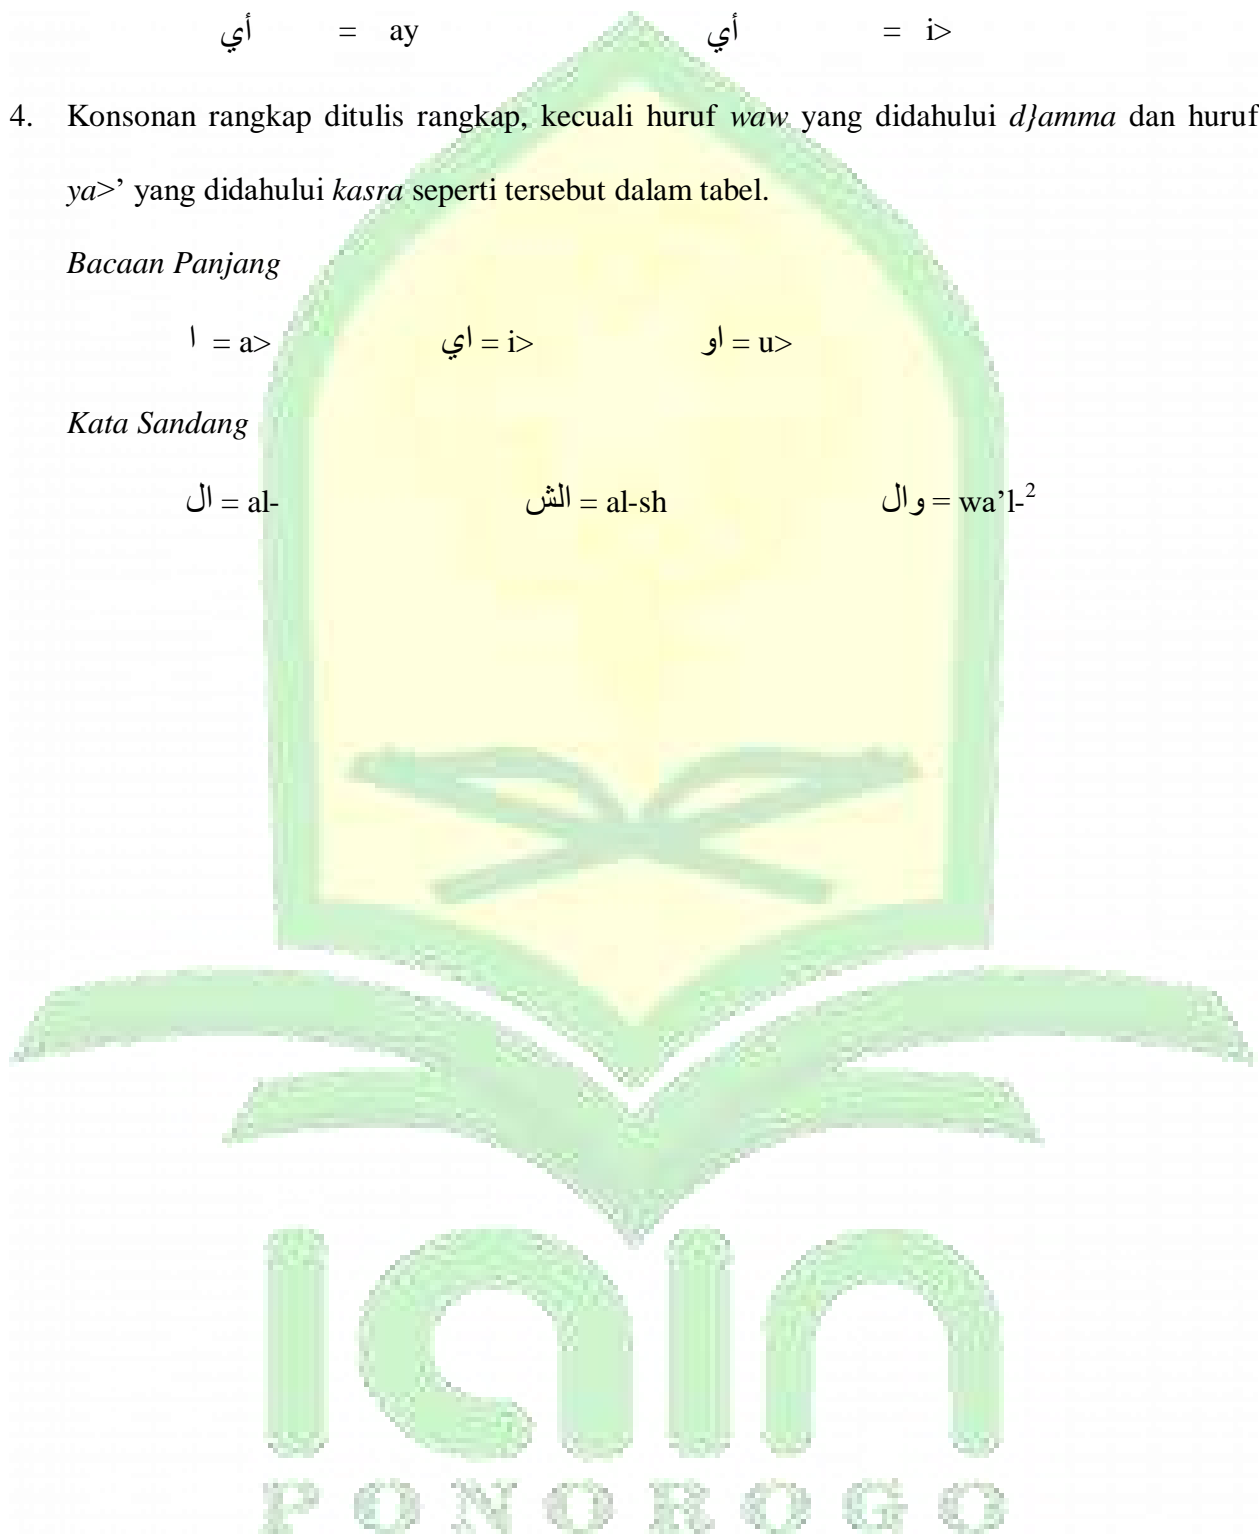 أي = ay أي = i>
4. Konsonan rangkap ditulis rangkap, kecuali huruf waw yang didahului d}amma dan huruf
ya>’ yang didahului kasra seperti tersebut dalam tabel.
Bacaan Panjang
ا = a> اي = i> او = u>
Kata Sandang
ال = al- الش = al-sh وال = wa’l-2
iain
PONOROGO